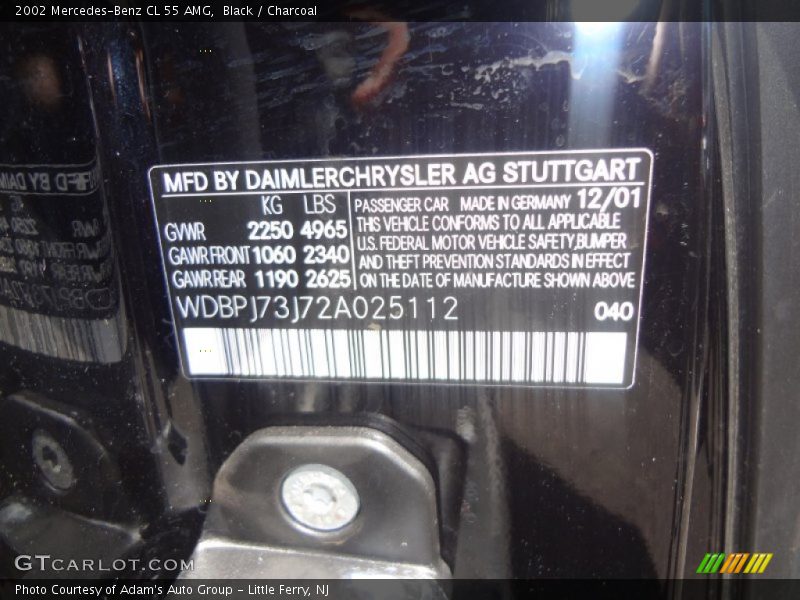 2002 Mercedes-Benz CL 55 AMG, Black / Charcoal
MFD BY DAIMLERCHRYSLER AG STUTTGART
KG LBS
GVWR 2250 4965
GAWR FRONT 1060 2340
GAWR REAR 1190 2625
PASSENGER CAR MADE IN GERMANY 12/01
THIS VEHICLE CONFORMS TO ALL APPLICABLE
U.S. FEDERAL MOTOR VEHICLE SAFETY,BUMPER
AND THEFT PREVENTION STANDARDS IN EFFECT
ON THE DATE OF MANUFACTURE SHOWN ABOVE
WDBPJ73J72A025112 040
GTCARLOT.COM
Photo Courtesy of Adam's Auto Group - Little Ferry, NJ